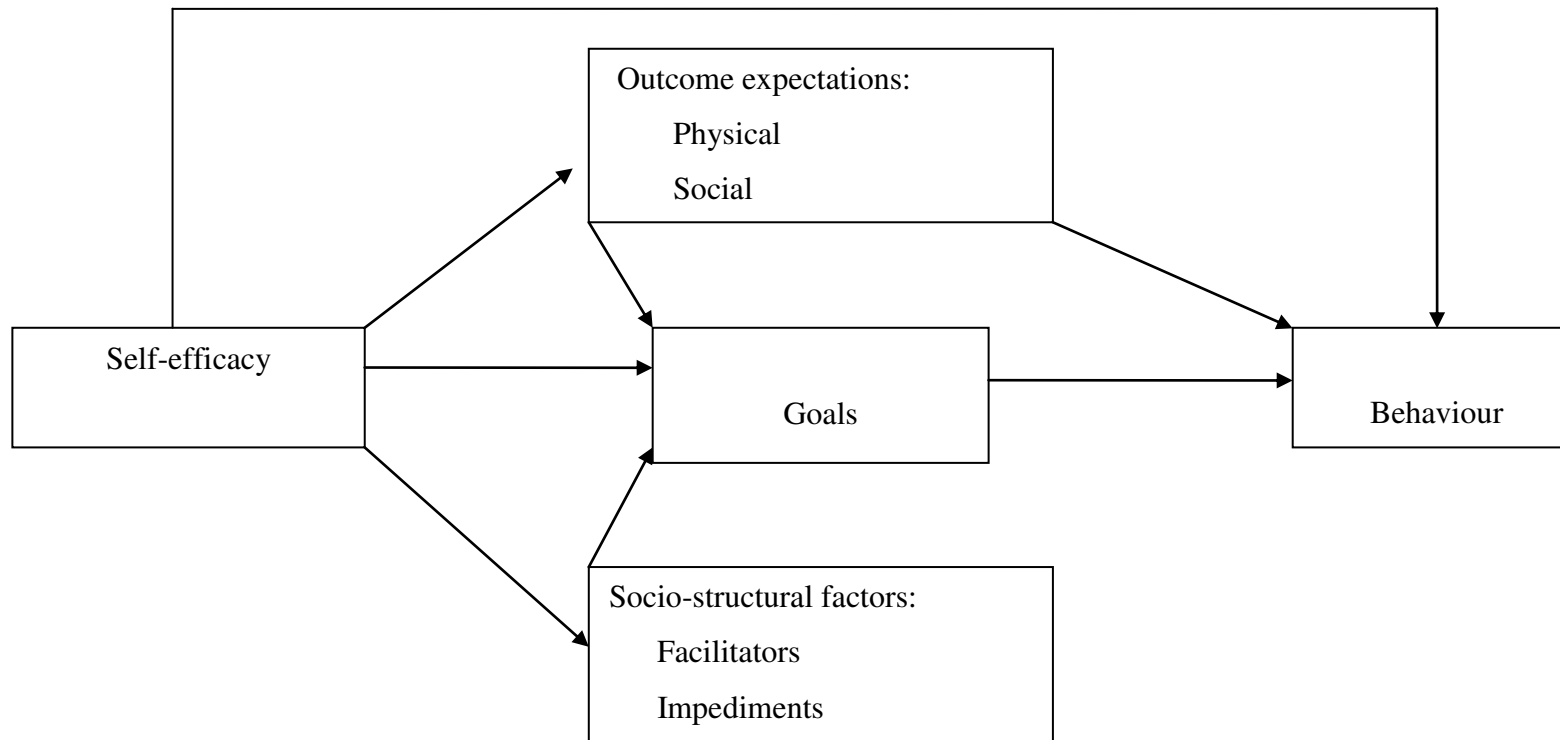 Outcome expectations:
Physical
Social
Self-efficacy
Goals
Behaviour
Socio-structural factors:
Facilitators
Impediments